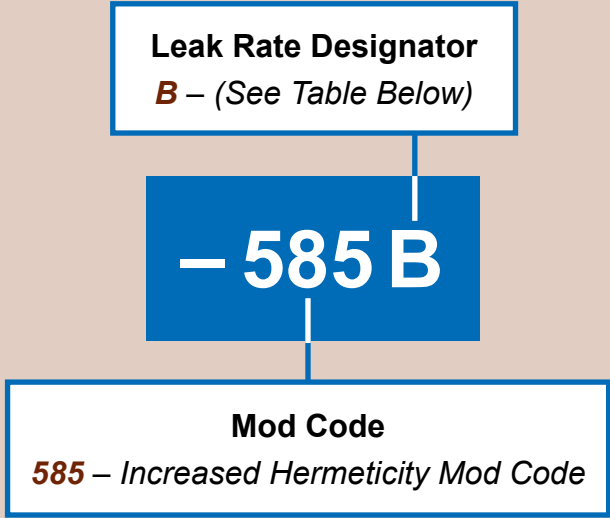 Leak Rate Designator
B – (See Table Below)
– 585 B
Mod Code
585 – Increased Hermeticity Mod Code